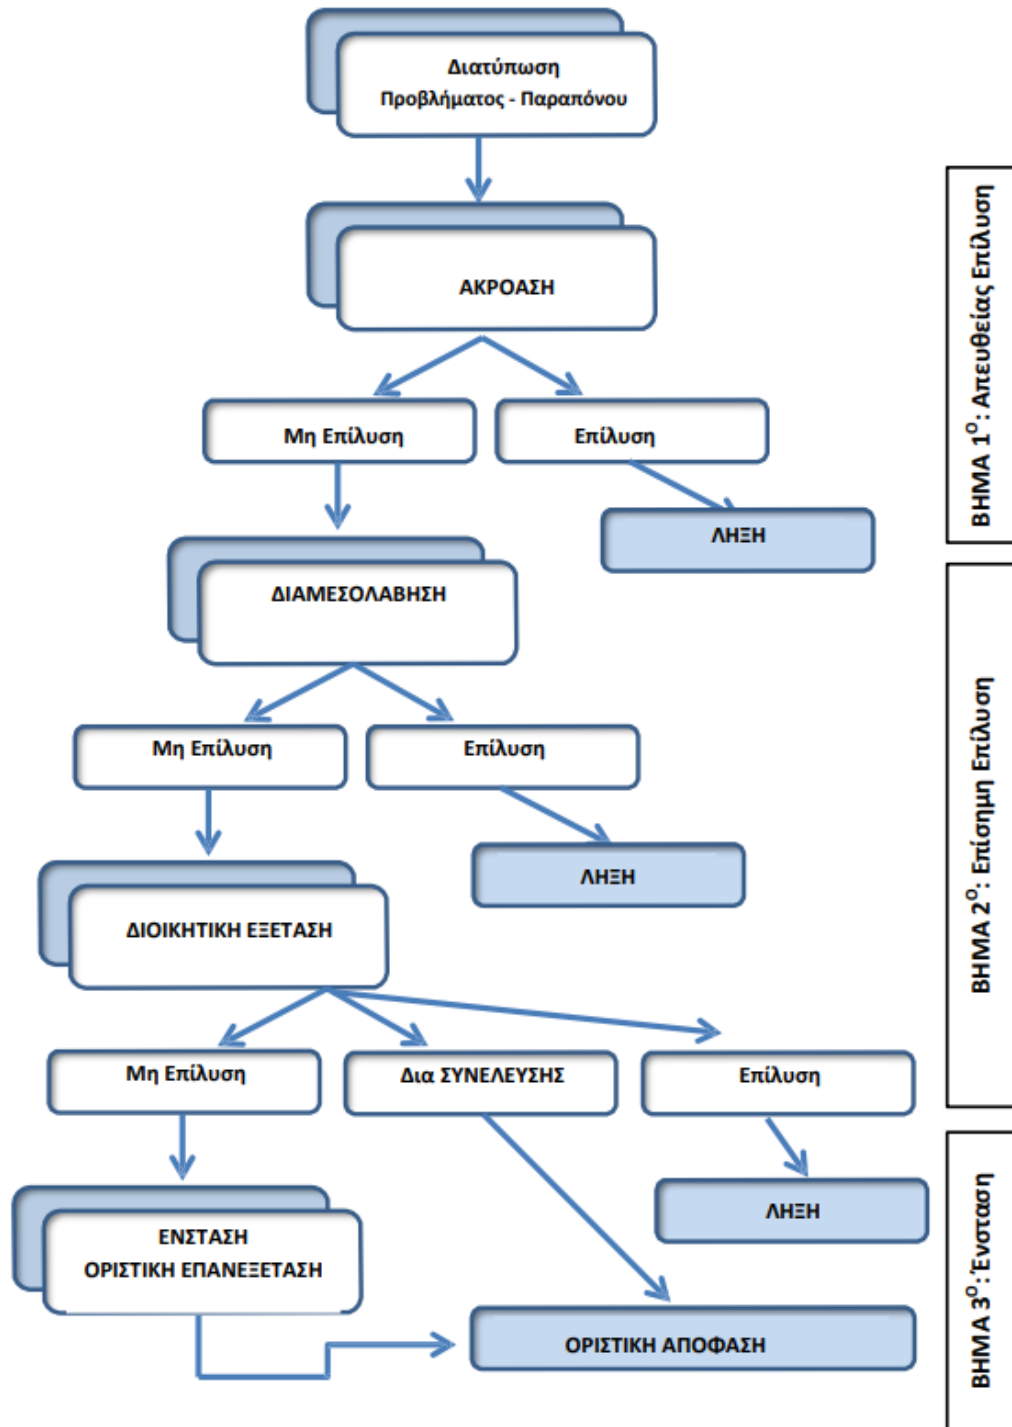 Διατύπωση
Προβλήματος - Παραπόνου
ΑΚΡΟΑΣΗ
Μη Επίλυση
Επίλυση
ΛΗΞΗ
ΒΗΜΑ 1Ο: Απευθείας Επίλυση
ΔΙΑΜΕΣΟΛΑΒΗΣΗ
Μη Επίλυση
Επίλυση
ΛΗΞΗ
ΔΙΟΙΚΗΤΙΚΗ ΕΞΕΤΑΣΗ
Μη Επίλυση
Δια ΣΥΝΕΛΕΥΣΗΣ
Επίλυση
ΒΗΜΑ 2Ο: Επίσημη Επίλυση
ΛΗΞΗ
ΕΝΣΤΑΣΗ
ΟΡΙΣΤΙΚΗ ΕΠΑΝΕΞΕΤΑΣΗ
ΟΡΙΣΤΙΚΗ ΑΠΟΦΑΣΗ
ΒΗΜΑ 3Ο: Ένσταση